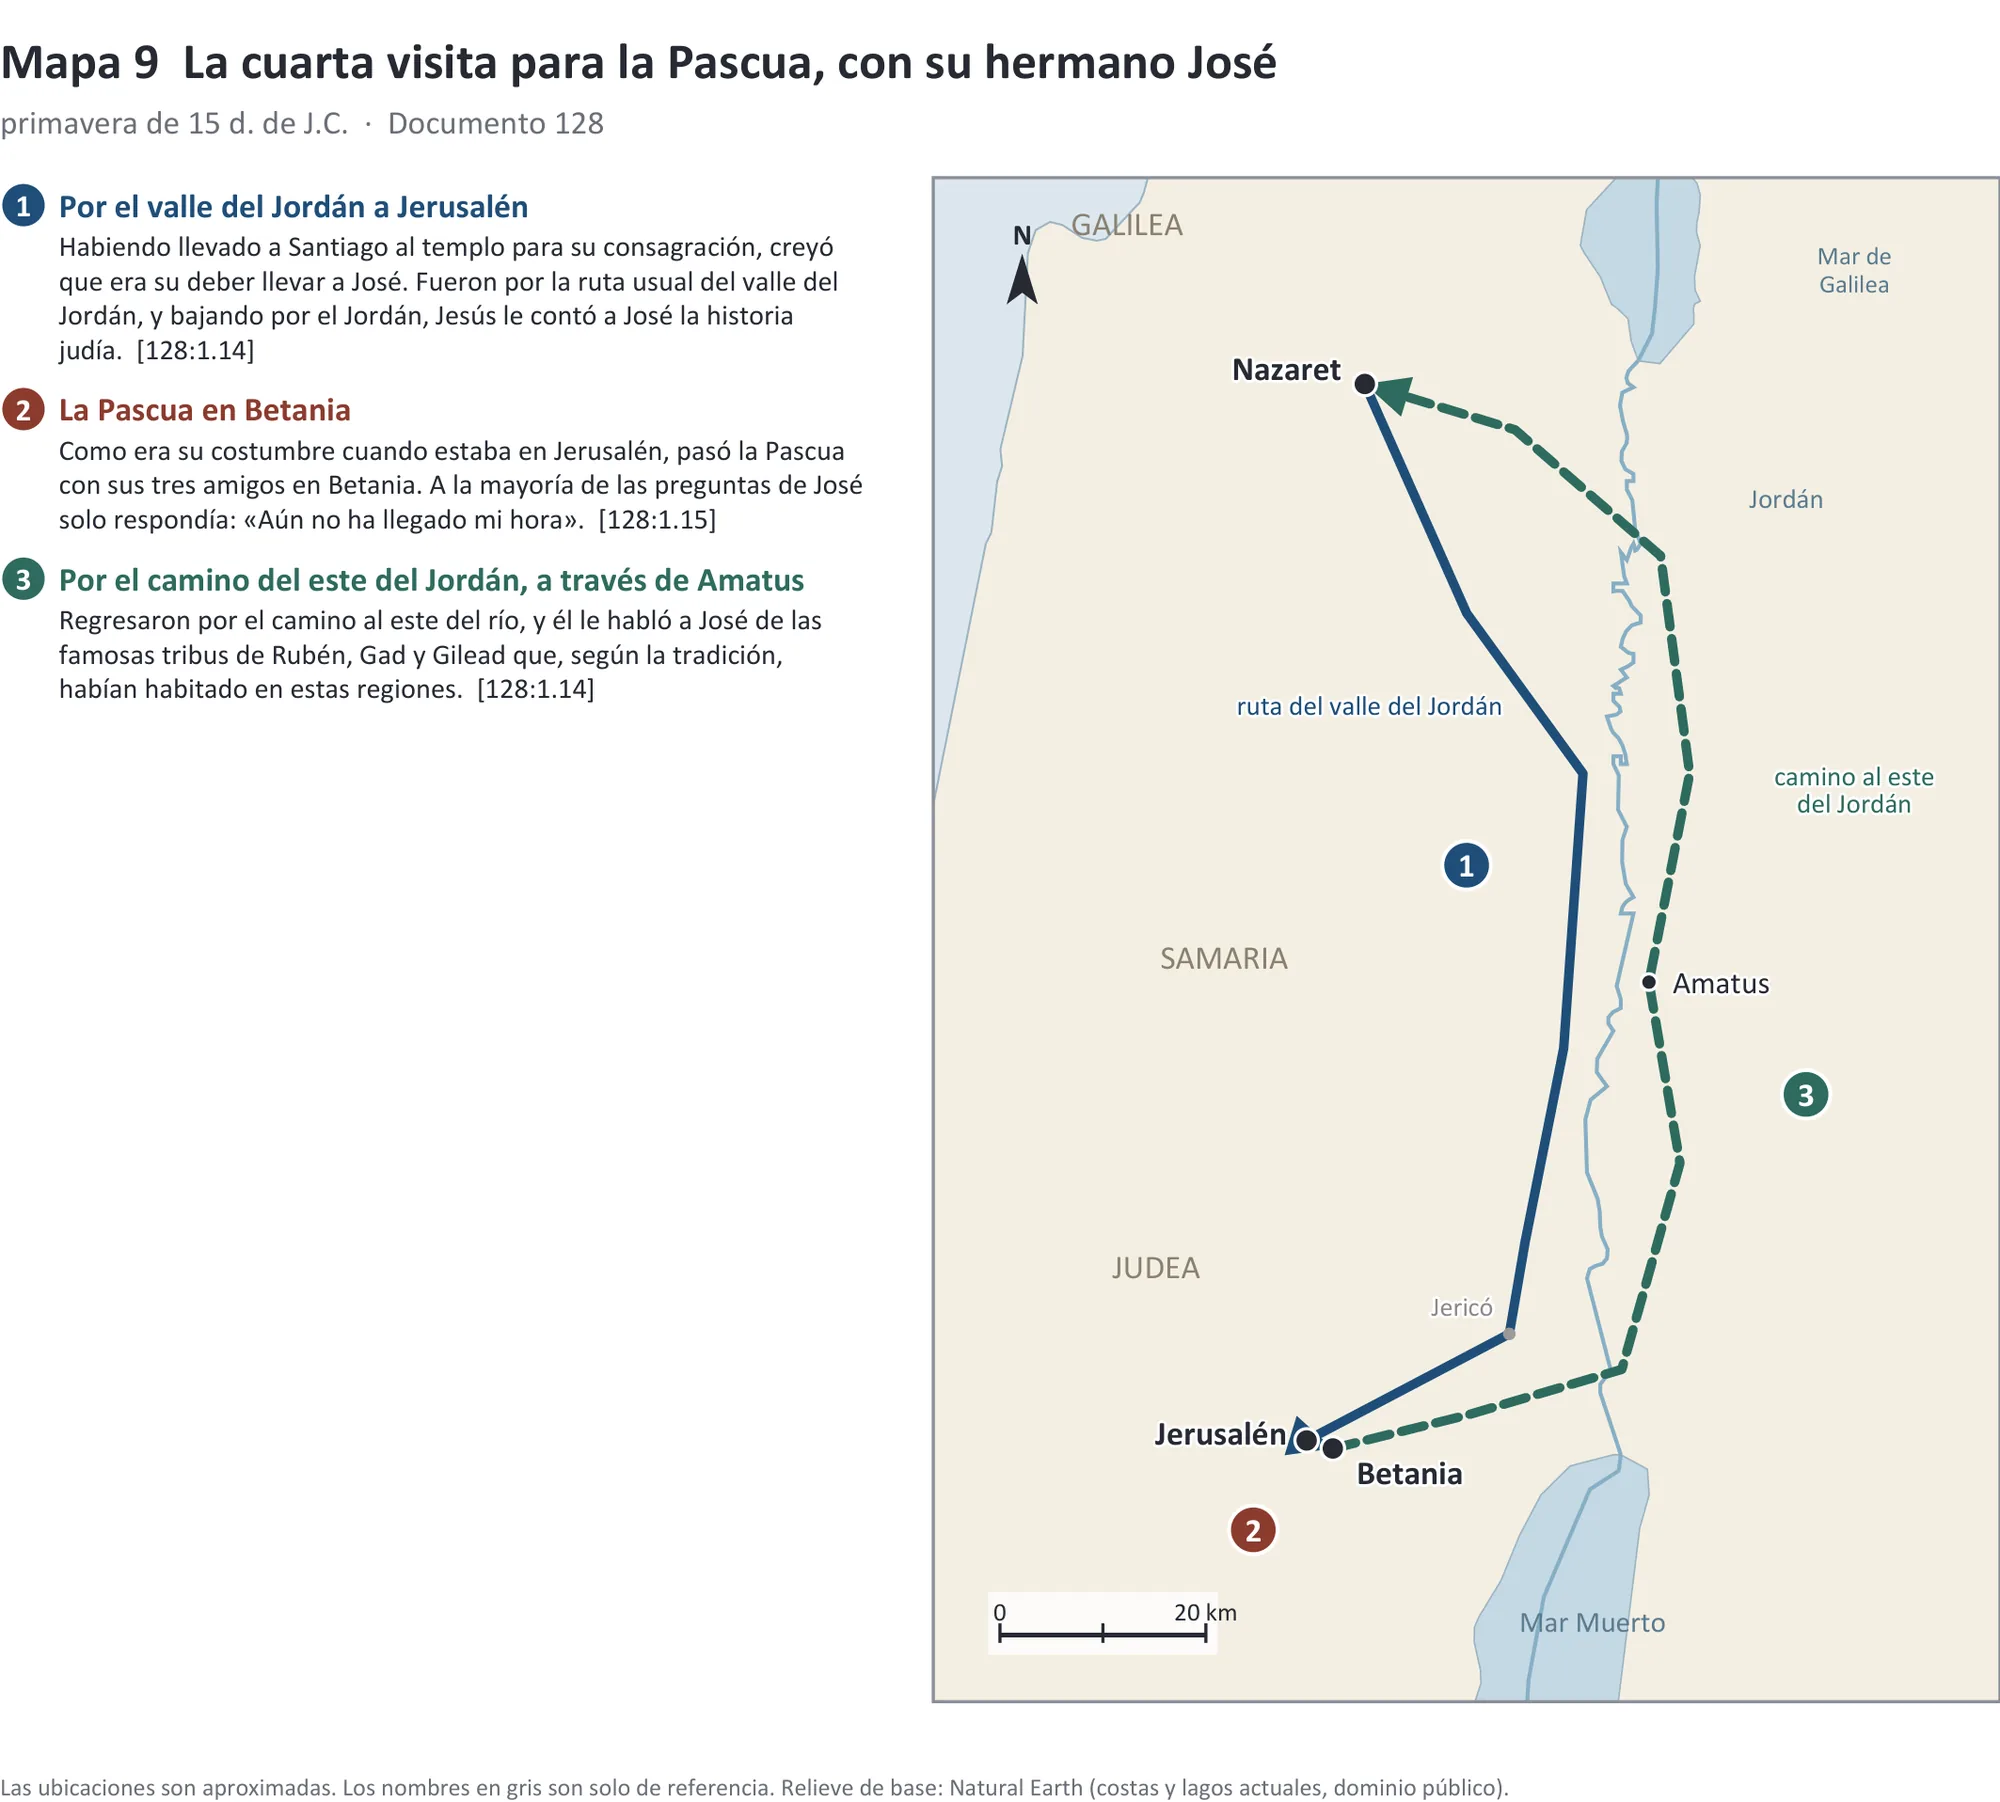 Mapa 9  La cuarta visita para la Pascua, con su hermano José
primavera de 15 d. de J.C.  ·  Documento 128
1 Por el valle del Jordán a Jerusalén
Habiendo llevado a Santiago al templo para su consagración, creyó
que era su deber llevar a José. Fueron por la ruta usual del valle del
Jordán, y bajando por el Jordán, Jesús le contó a José la historia
judía.  [128:1.14]
2 La Pascua en Betania
Como era su costumbre cuando estaba en Jerusalén, pasó la Pascua
con sus tres amigos en Betania. A la mayoría de las preguntas de José
solo respondía: «Aún no ha llegado mi hora».  [128:1.15]
3 Por el camino del este del Jordán, a través de Amatus
Regresaron por el camino al este del río, y él le habló a José de las
famosas tribus de Rubén, Gad y Gilead que, según la tradición,
habían habitado en estas regiones.  [128:1.14]
N
GALILEA
Mar de
Galilea
Nazaret
Jordán
ruta del valle del Jordán
camino al este
del Jordán
1
SAMARIA
Amatus
3
JUDEA
Jericó
Jerusalén
Betania
2
0
20 km
Mar Muerto
Las ubicaciones son aproximadas. Los nombres en gris son solo de referencia. Relieve de base: Natural Earth (costas y lagos actuales, dominio público).